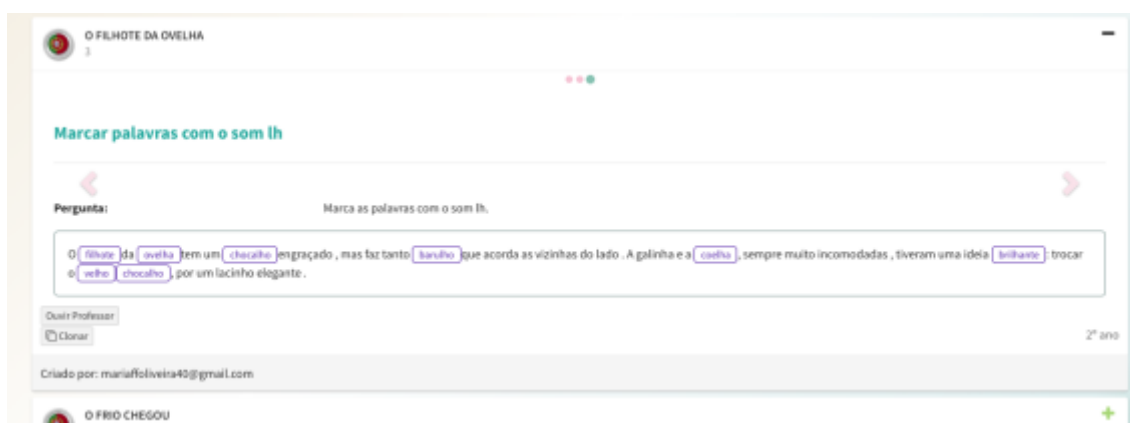 O FILHOTE DA OVELHA
3
Marcar palavras com o som lh
Pergunta: Marca as palavras com o som lh.
O filhote da ovelha tem um chocalho engraçado , mas faz tanto barulho que acorda as vizinhas do lado . A galinha e a coelha , sempre muito incomodadas , tiveram uma ideia brilhante : trocar
o velho chocalho , por um lacinho elegante .
Ouvir Professor
Clonar
2º ano
Criado por: mariaffoliveira40@gmail.com
O FRIO CHEGOU